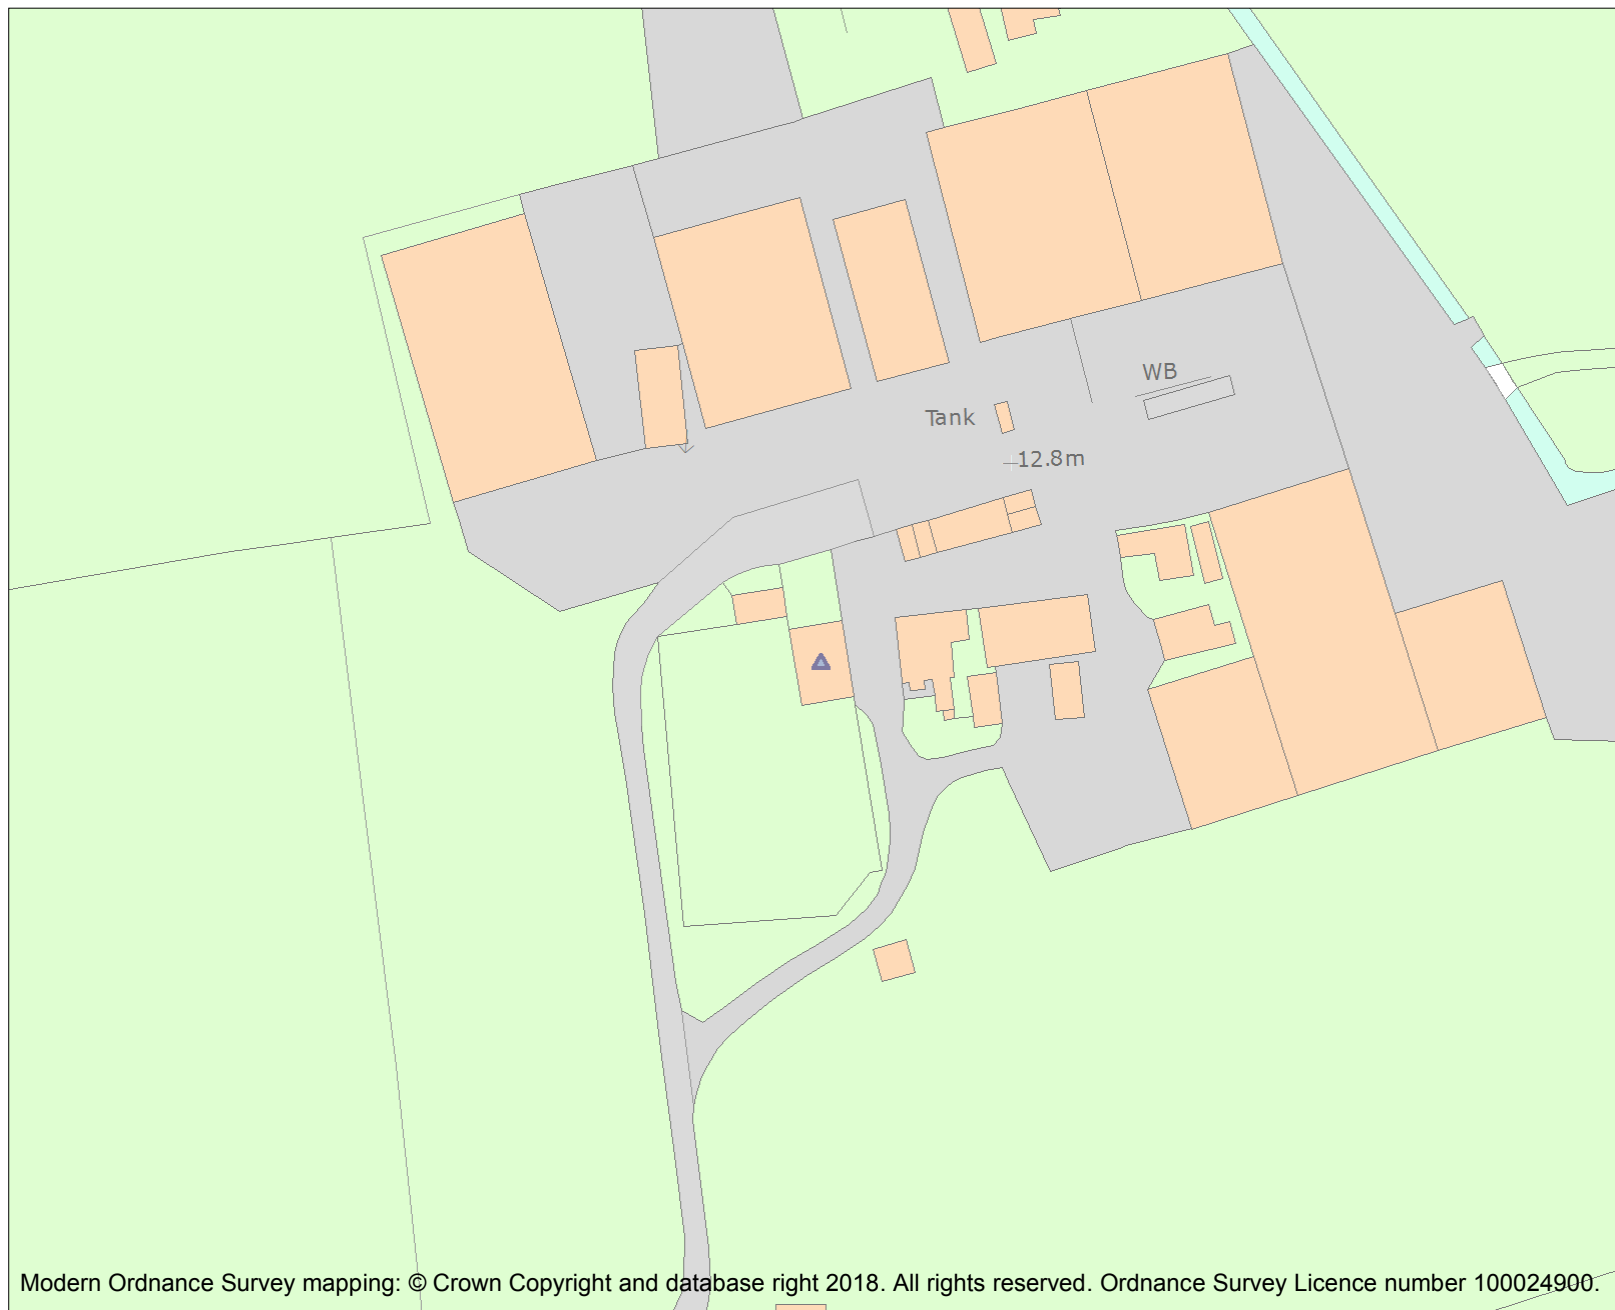 WB
Tank
12.8m
Modern Ordnance Survey mapping: © Crown Copyright and database right 2018. All rights reserved. Ordnance Survey Licence number 100024900.